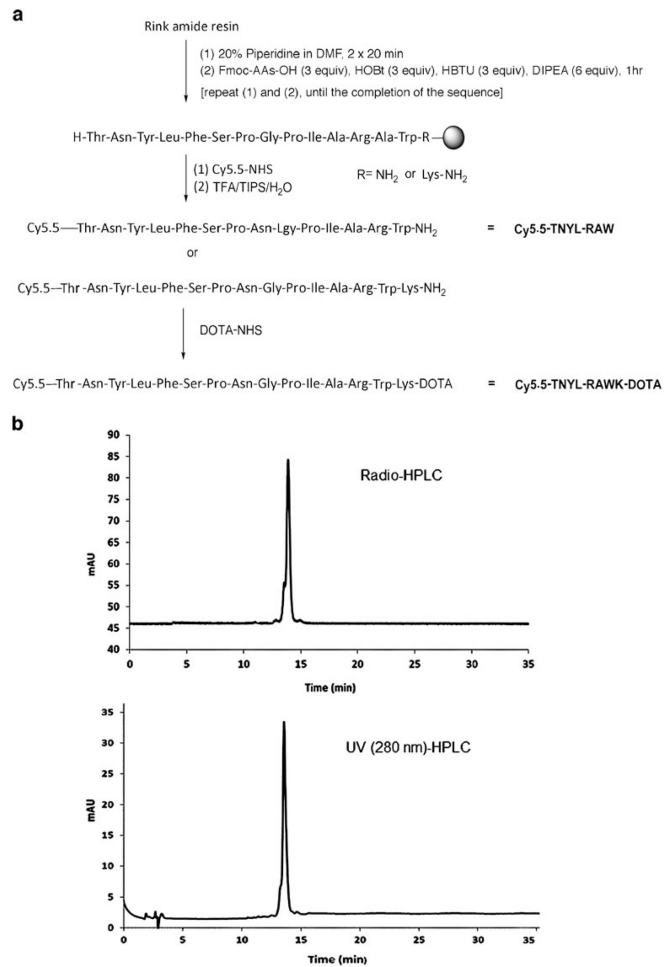 a
Rink amide resin
(1) 20% Piperidine in DMF, 2 x 20 min
(2) Fmoc-AAs-OH (3 equiv), HOBt (3 equiv), HBTU (3 equiv), DIPEA (6 equiv), 1hr
[repeat (1) and (2), until the completion of the sequence]
H-Thr-Asn-Tyr-Leu-Phe-Ser-Pro-Gly-Pro-Ile-Ala-Arg-Ala-Trp-R
(1) Cy5.5-NHS
(2) TFA/TIPS/H2O
R= NH2 or Lys-NH2
Cy5.5—Thr-Asn-Tyr-Leu-Phe-Ser-Pro-Asn-Lgy-Pro-Ile-Ala-Arg-Trp-NH2 = Cy5.5-TNYL-RAW
or
Cy5.5—Thr-Asn-Tyr-Leu-Phe-Ser-Pro-Asn-Gly-Pro-Ile-Ala-Arg-Trp-Lys-NH2
DOTA-NHS
Cy5.5—Thr-Asn-Tyr-Leu-Phe-Ser-Pro-Asn-Gly-Pro-Ile-Ala-Arg-Trp-Lys-DOTA = Cy5.5-TNYL-RAWK-DOTA
b
Radio-HPLC
mAU
90
85
80
75
70
65
60
55
50
45
40
0 5 10 15 20 25 30 35
Time (min)
UV (280 nm)-HPLC
mAU
35
30
25
20
15
10
5
0
0 5 10 15 20 25 30 35
Time (min)